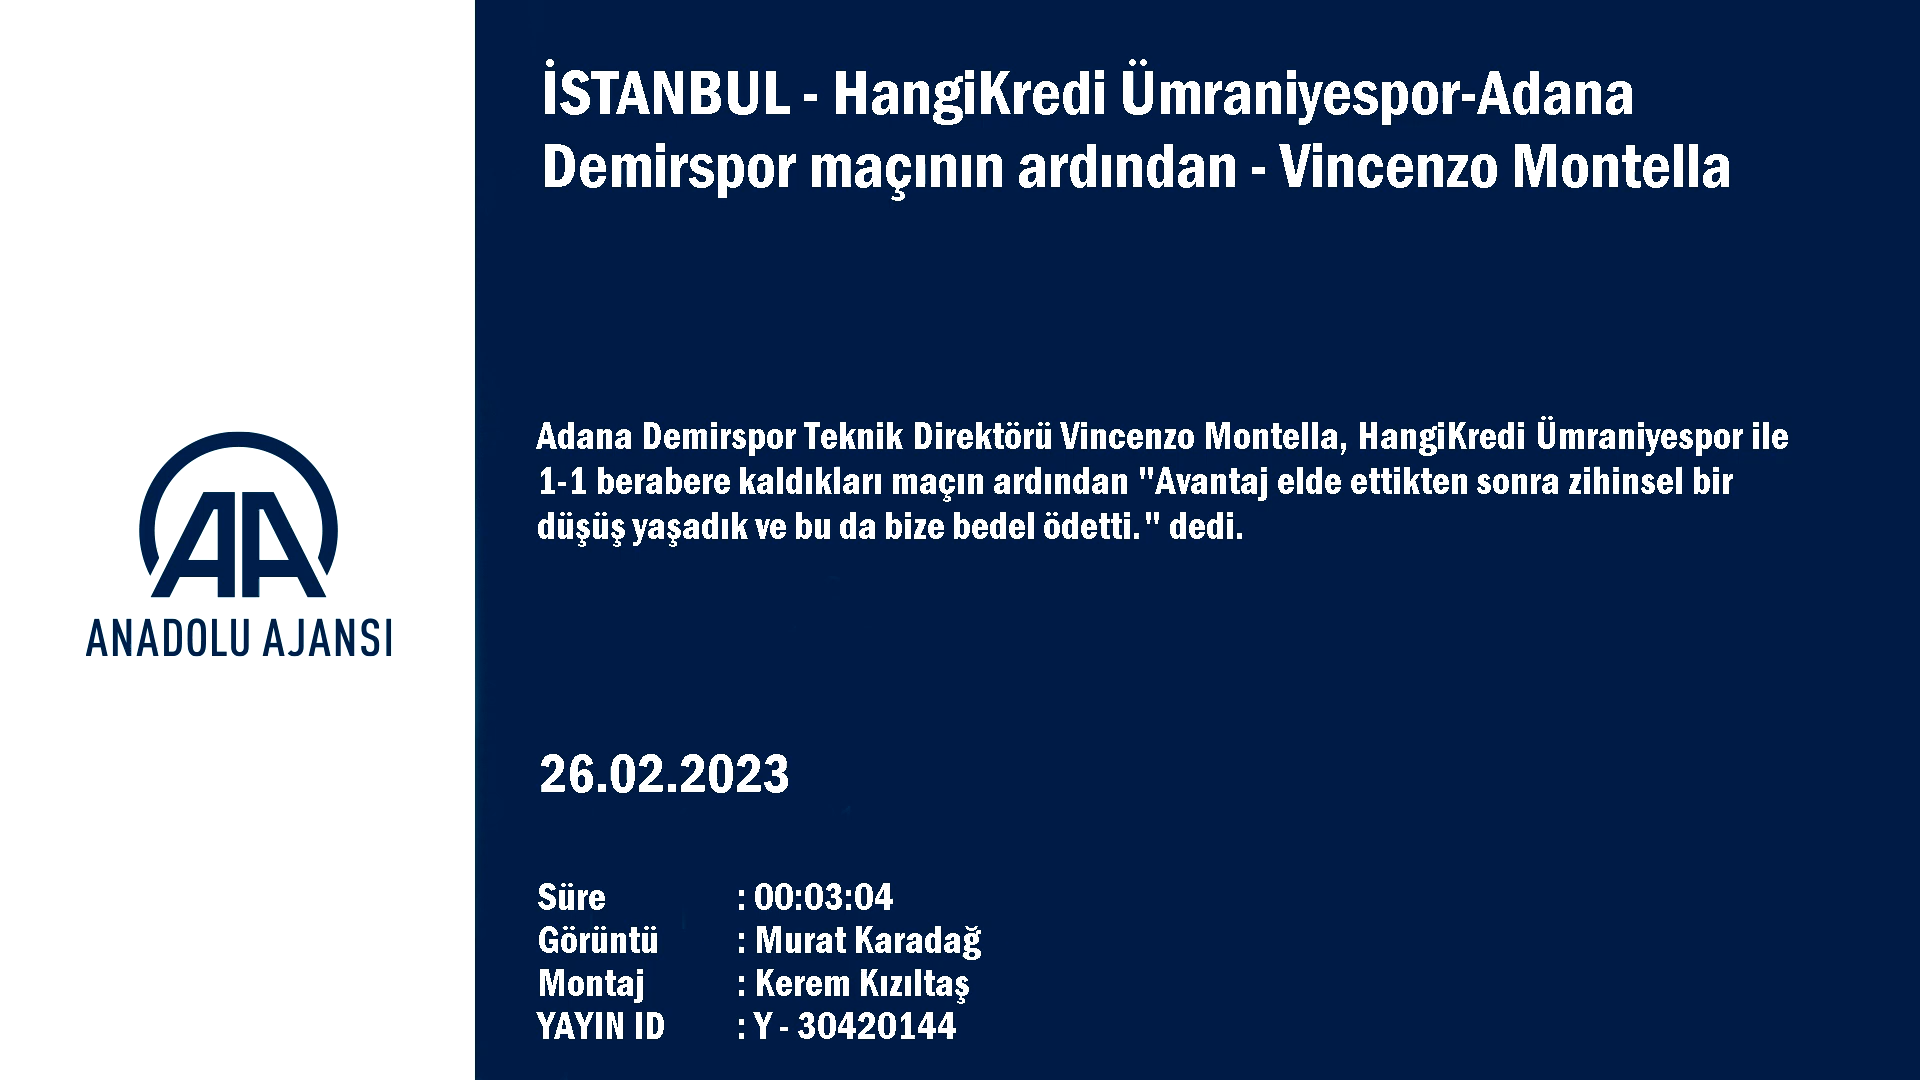 İSTANBUL - HangiKredi Ümraniyespor-Adana
Demirspor maçının ardından - Vincenzo Montella
Adana Demirspor Teknik Direktörü Vincenzo Montella, HangiKredi Ümraniyespor ile
1-1 berabere kaldıkları maçın ardından "Avantaj elde ettikten sonra zihinsel bir
düşüş yaşadık ve bu da bize bedel ödetti." dedi.
AA
ANADOLU AJANSI
26.02.2023
Süre : 00:03:04
Görüntü : Murat Karadağ
Montaj : Kerem Kızıltaş
YAYIN ID : Y - 30420144